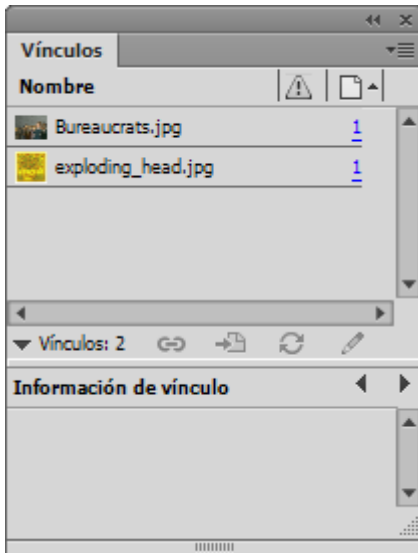 Vínculos
Nombre
Bureaucrats.jpg 1
exploding_head.jpg 1
Vínculos: 2
Información de vínculo